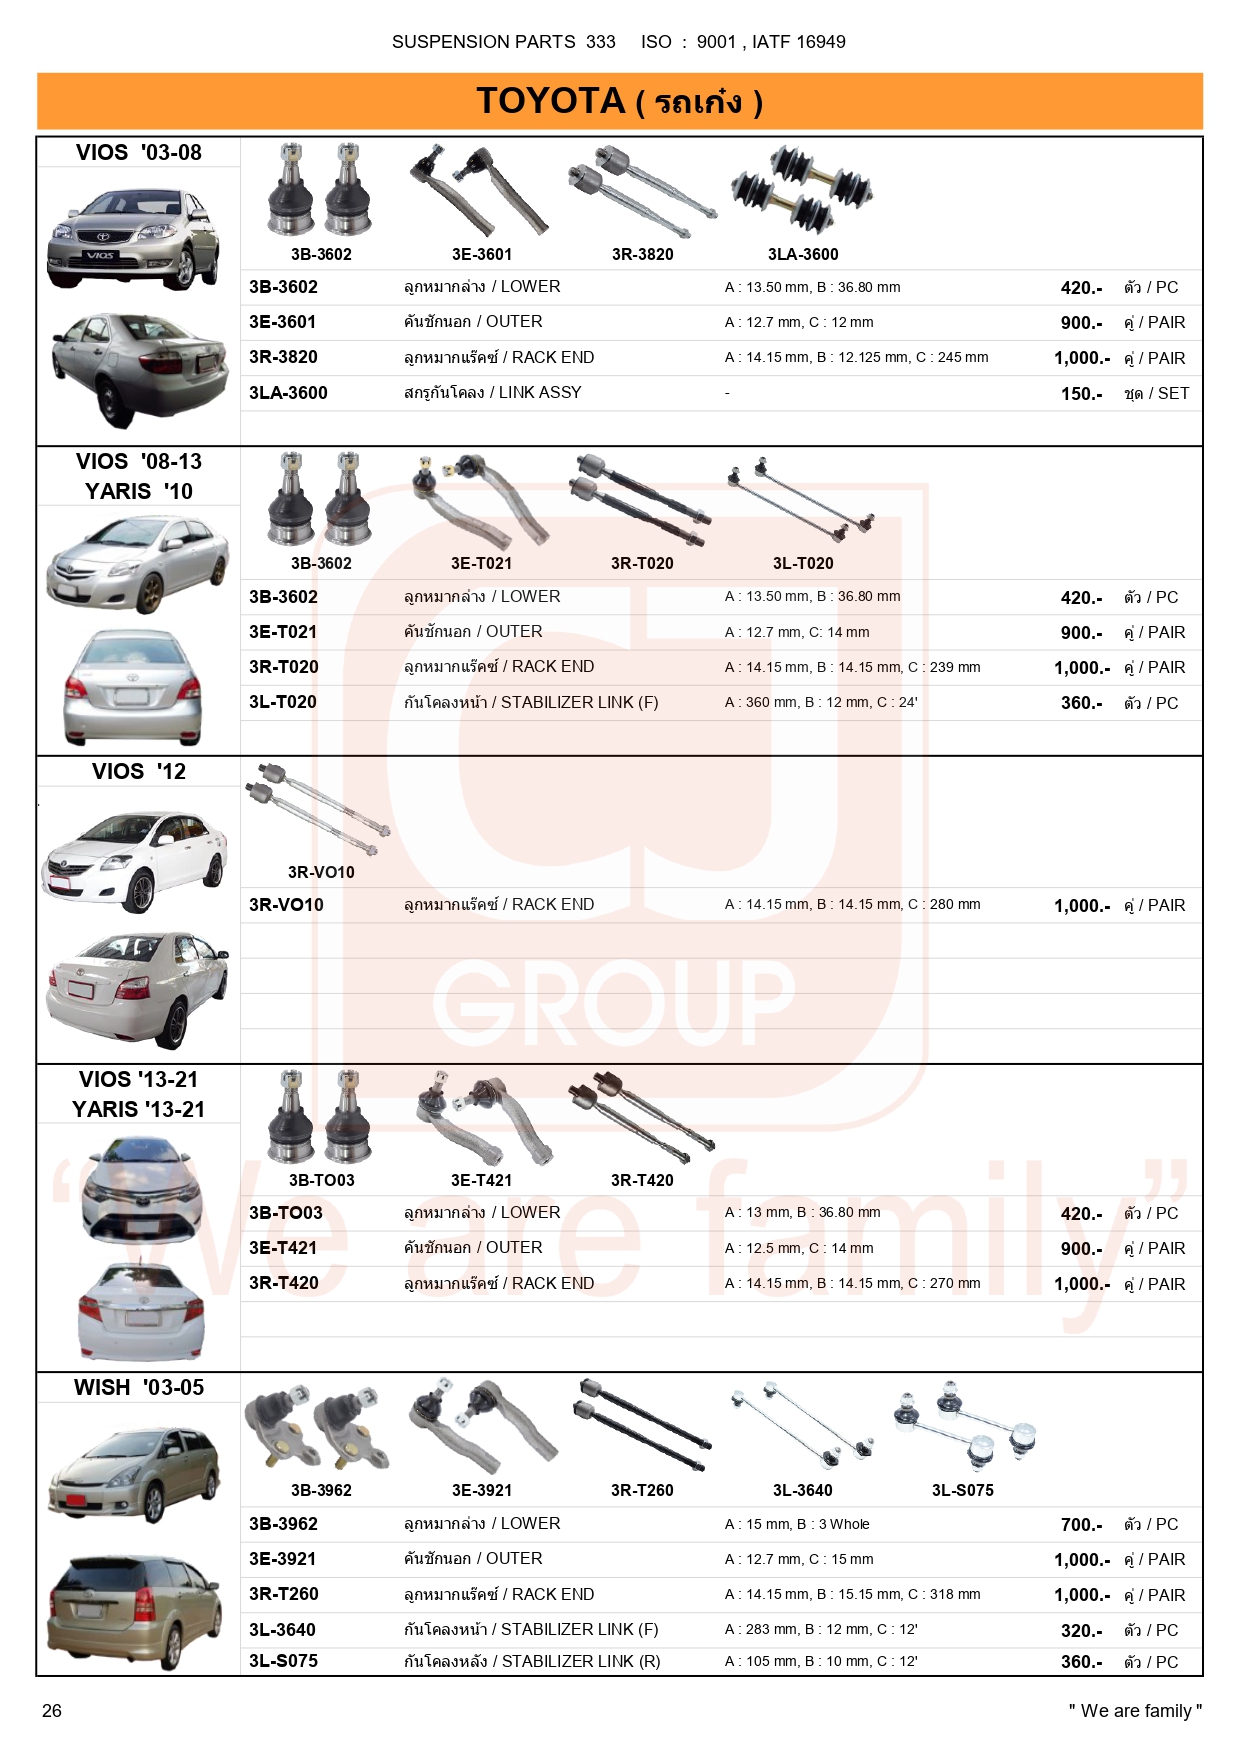 SUSPENSION PARTS  333     ISO  :  9001 , IATF 16949
TOYOTA ( รถเก๋ง )
VIOS  '03-08
3B-3602 3E-3601 3R-3820 3LA-3600
3B-3602 ลูกหมากล่าง / LOWER A : 13.50 mm, B : 36.80 mm 420.- ตัว / PC
3E-3601 คันชักนอก / OUTER A : 12.7 mm, C : 12 mm 900.- คู่ / PAIR
3R-3820 ลูกหมากแร๊คซ์ / RACK END A : 14.15 mm, B : 12.125 mm, C : 245 mm 1,000.- คู่ / PAIR
3LA-3600 สกรูกันโคลง / LINK ASSY - 150.- ชุด / SET
VIOS  '08-13
YARIS  '10
3B-3602 3E-T021 3R-T020 3L-T020
3B-3602 ลูกหมากล่าง / LOWER A : 13.50 mm, B : 36.80 mm 420.- ตัว / PC
3E-T021 คันชักนอก / OUTER A : 12.7 mm, C: 14 mm 900.- คู่ / PAIR
3R-T020 ลูกหมากแร๊คซ์ / RACK END A : 14.15 mm, B : 14.15 mm, C : 239 mm 1,000.- คู่ / PAIR
3L-T020 กันโคลงหน้า / STABILIZER LINK (F) A : 360 mm, B : 12 mm, C : 24' 360.- ตัว / PC
VIOS  '12
3R-VO10
3R-VO10 ลูกหมากแร๊คซ์ / RACK END A : 14.15 mm, B : 14.15 mm, C : 280 mm 1,000.- คู่ / PAIR
CJ
GROUP
VIOS '13-21
YARIS '13-21
3B-TO03 3E-T421 3R-T420
3B-TO03 ลูกหมากล่าง / LOWER A : 13 mm, B : 36.80 mm 420.- ตัว / PC
3E-T421 คันชักนอก / OUTER A : 12.5 mm, C : 14 mm 900.- คู่ / PAIR
3R-T420 ลูกหมากแร๊คซ์ / RACK END A : 14.15 mm, B : 14.15 mm, C : 270 mm 1,000.- คู่ / PAIR
“We are family”
WISH  '03-05
3B-3962 3E-3921 3R-T260 3L-3640 3L-S075
3B-3962 ลูกหมากล่าง / LOWER A : 15 mm, B : 3 Whole 700.- ตัว / PC
3E-3921 คันชักนอก / OUTER A : 12.7 mm, C : 15 mm 1,000.- คู่ / PAIR
3R-T260 ลูกหมากแร๊คซ์ / RACK END A : 14.15 mm, B : 15.15 mm, C : 318 mm 1,000.- คู่ / PAIR
3L-3640 กันโคลงหน้า / STABILIZER LINK (F) A : 283 mm, B : 12 mm, C : 12' 320.- ตัว / PC
3L-S075 กันโคลงหลัง / STABILIZER LINK (R) A : 105 mm, B : 10 mm, C : 12' 360.- ตัว / PC
26 " We are family "